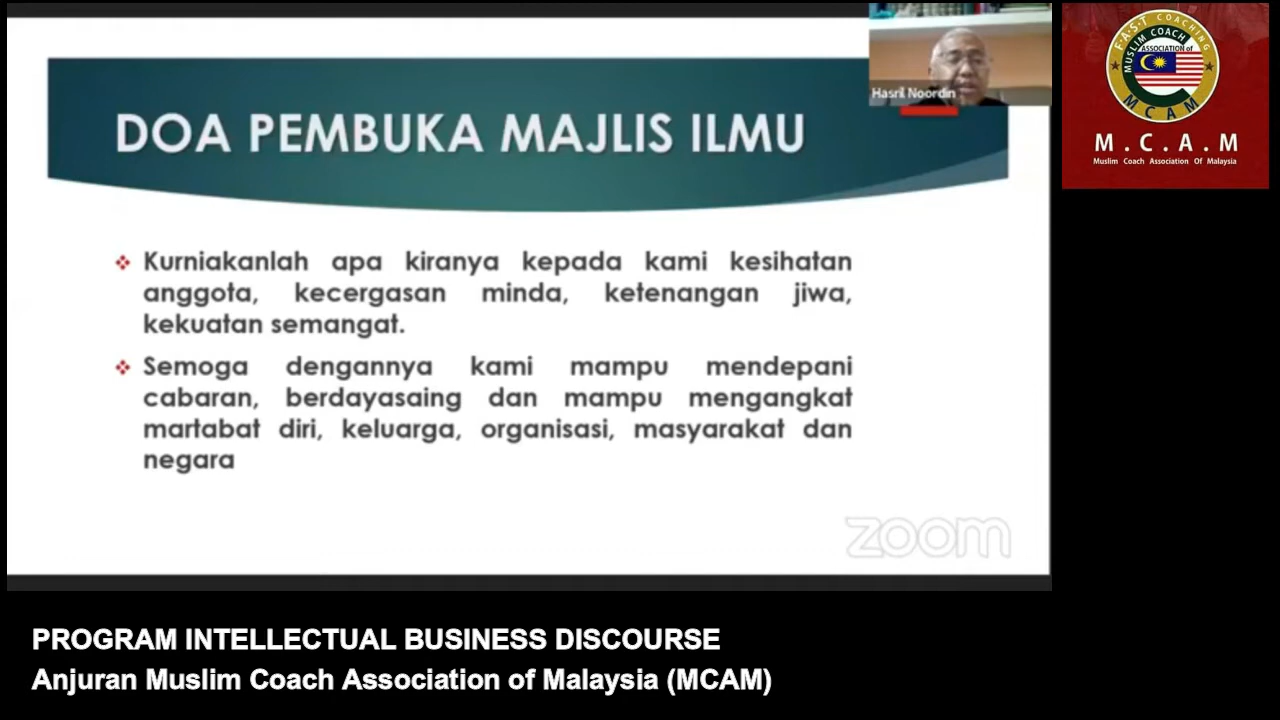 DOA PEMBUKA MAJLIS ILMU
Hasril Noordin
F.A.S.T COACHING
MUSLIM COACH
ASSOCIATION of
MCAM
M.C.A.M
Muslim Coach Association Of Malaysia
Kurniakanlah apa kiranya kepada kami kesihatan
anggota, kecergasan minda, ketenangan jiwa,
kekuatan semangat.
Semoga dengannya kami mampu mendepani
cabaran, berdayasaing dan mampu mengangkat
martabat diri, keluarga, organisasi, masyarakat dan
negara
zoom
PROGRAM INTELLECTUAL BUSINESS DISCOURSE
Anjuran Muslim Coach Association of Malaysia (MCAM)